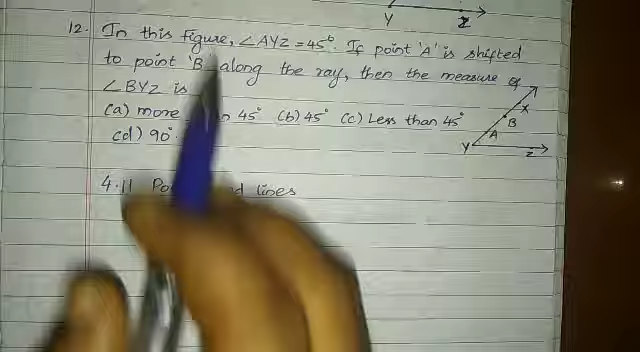 Y Z
12. In this figure, ∠AYZ = 45°. If point 'A' is shifted
to point 'B along the ray, then the measure of
∠BYZ is
(a) more 45° (b) 45° (c) Less than 45°
(d) 90°.
X
B
A
Y Z
4.11 lines